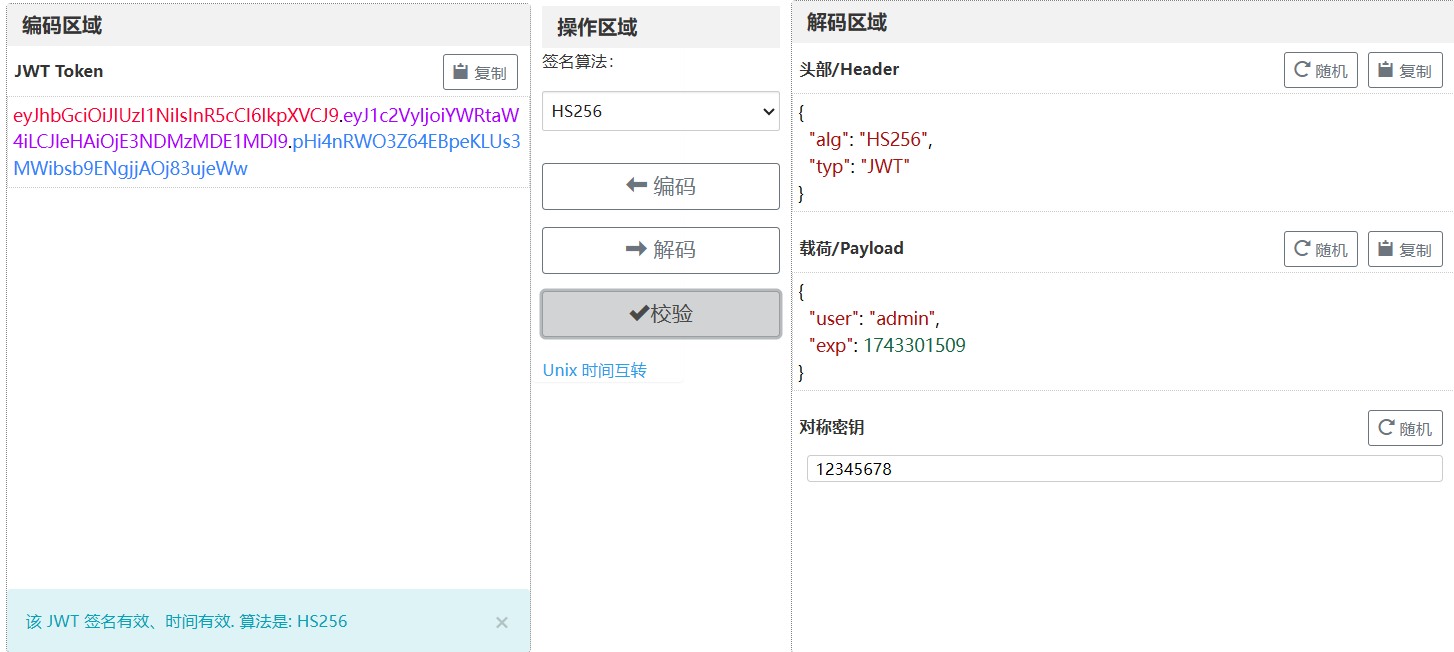 编码区域
JWT Token
复制
eyJhbGciOiJIUzI1NiIsInR5cCI6IkpXVCJ9.eyJ1c2VyIjoiYWRtaW
4iLCJleHAiOjE3NDMzMDE1MDl9.pHi4nRWO3Z64EBpeKLUs3
MWibsb9ENgjjAOj83ujeWw
该 JWT 签名有效、时间有效. 算法是: HS256
×
操作区域
签名算法:
HS256
编码
解码
校验
Unix 时间互转
解码区域
头部/Header
随机
复制
{
"alg": "HS256",
"typ": "JWT"
}
载荷/Payload
随机
复制
{
"user": "admin",
"exp": 1743301509
}
对称密钥
随机
12345678